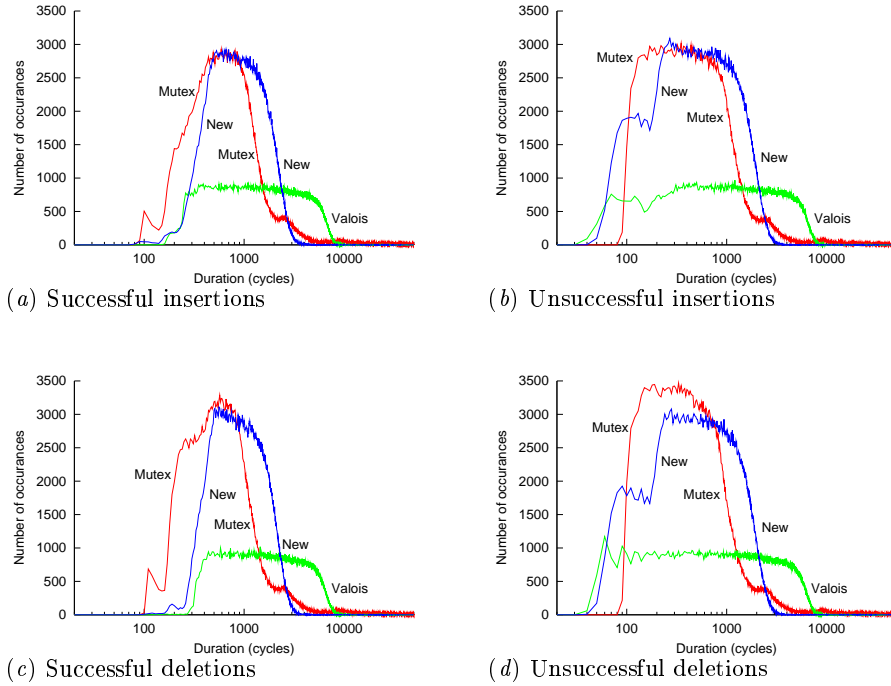 3500
3000
2500
2000
1500
1000
500
0
Number of occurances
Mutex
New
Mutex
New
Valois
100
1000
10000
Duration (cycles)
(a) Successful insertions
3500
3000
2500
2000
1500
1000
500
0
Number of occurances
Mutex
New
Mutex
New
Valois
100
1000
10000
Duration (cycles)
(b) Unsuccessful insertions
3500
3000
2500
2000
1500
1000
500
0
Number of occurances
Mutex
New
Mutex
New
Valois
100
1000
10000
Duration (cycles)
(c) Successful deletions
3500
3000
2500
2000
1500
1000
500
0
Number of occurances
Mutex
New
Mutex
New
Valois
100
1000
10000
Duration (cycles)
(d) Unsuccessful deletions